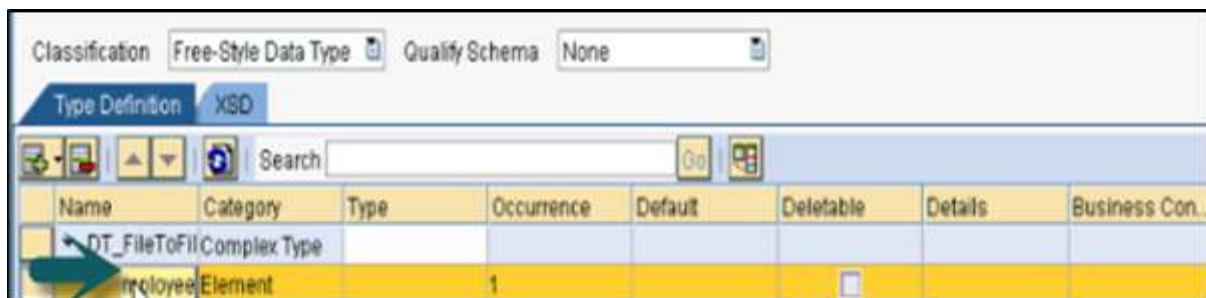 Classification Free-Style Data Type Qualify Schema None
Type Definition XSD
Search Go
Name Category Type Occurrence Default Deletable Details Business Con..
DT_FileToFil Complex Type
mployee Element 1